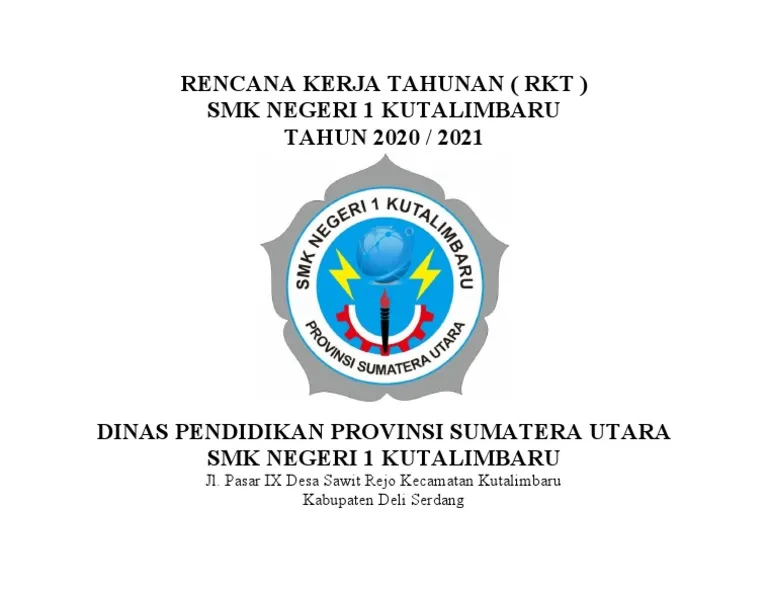 RENCANA KERJA TAHUNAN ( RKT )
SMK NEGERI 1 KUTALIMBARU
TAHUN 2020 / 2021
SMK NEGERI 1 KUTALIMBARU
PROVINSI SUMATERA UTARA
DINAS PENDIDIKAN PROVINSI SUMATERA UTARA
SMK NEGERI 1 KUTALIMBARU
Jl. Pasar IX Desa Sawit Rejo Kecamatan Kutalimbaru
Kabupaten Deli Serdang